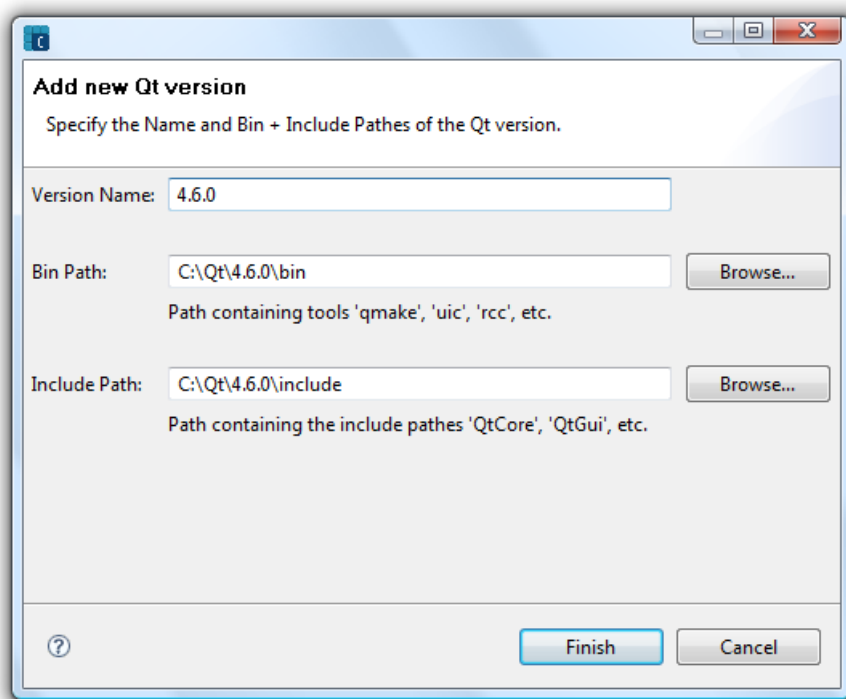 Add new Qt version
Specify the Name and Bin + Include Pathes of the Qt version.
Version Name: 4.6.0
Bin Path: C:\Qt\4.6.0\bin Browse...
Path containing tools 'qmake', 'uic', 'rcc', etc.
Include Path: C:\Qt\4.6.0\include Browse...
Path containing the include pathes 'QtCore', 'QtGui', etc.
? Finish Cancel